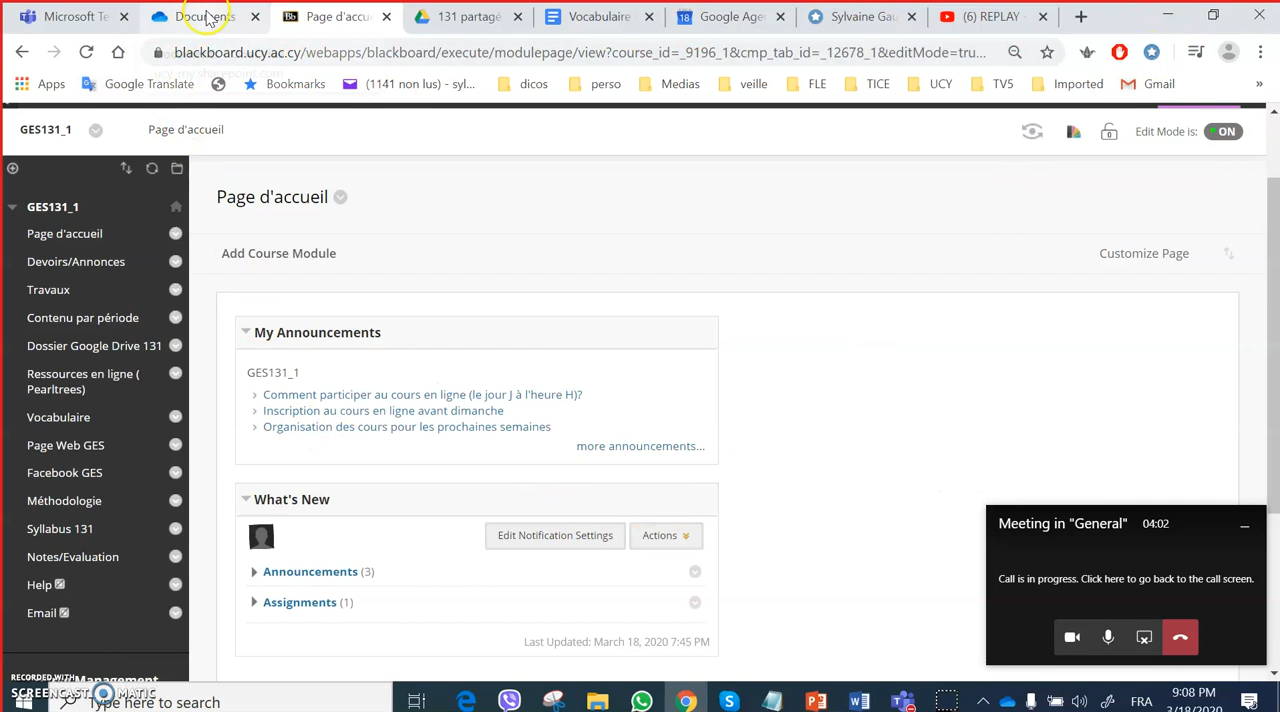 Microsoft Te
Documents
Page d'accu
131 partagé
Vocabulaire
Google Age
Sylvaine Gau
(6) REPLAY -
blackboard.ucy.ac.cy/webapps/blackboard/execute/modulepage/view?course_id=_9196_1&cmp_tab_id=_12678_1&editMode=tru...
Apps
Google Translate
Bookmarks
(1141 non lus) - syl...
dicos
perso
Medias
veille
FLE
TICE
UCY
TV5
Imported
Gmail
»
GES131_1
Page d'accueil
Edit Mode is:
ON
GES131_1
Page d'accueil
Devoirs/Annonces
Travaux
Contenu par période
Dossier Google Drive 131
Ressources en ligne (
Pearltrees)
Vocabulaire
Page Web GES
Facebook GES
Méthodologie
Syllabus 131
Notes/Evaluation
Help
Email
Page d'accueil
Add Course Module
Customize Page
My Announcements
GES131_1
Comment participer au cours en ligne (le jour J à l'heure H)?
Inscription au cours en ligne avant dimanche
Organisation des cours pour les prochaines semaines
more announcements...
What's New
Edit Notification Settings
Actions
Announcements (3)
Assignments (1)
Last Updated: March 18, 2020 7:45 PM
Meeting in "General" 04:02
Call is in progress. Click here to go back to the call screen.
RECORDED WITH
SCREENCAST MATIC
Type here to search
FRA
9:08 PM
3/18/2020